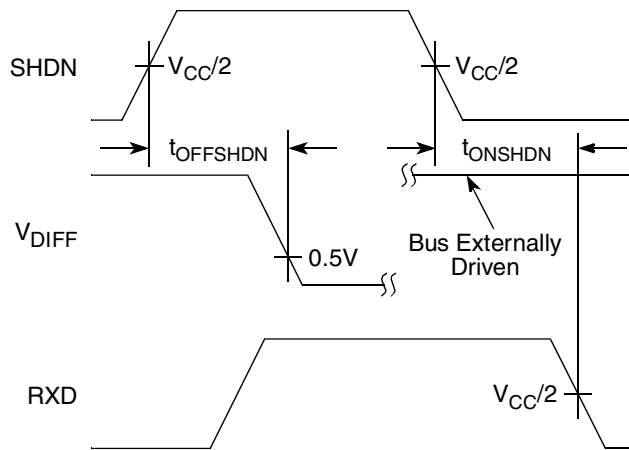 SHDN
V_CC/2
V_CC/2
t_OFFSHDN
t_ONSHDN
V_DIFF
0.5V
Bus Externally
Driven
RXD
V_CC/2